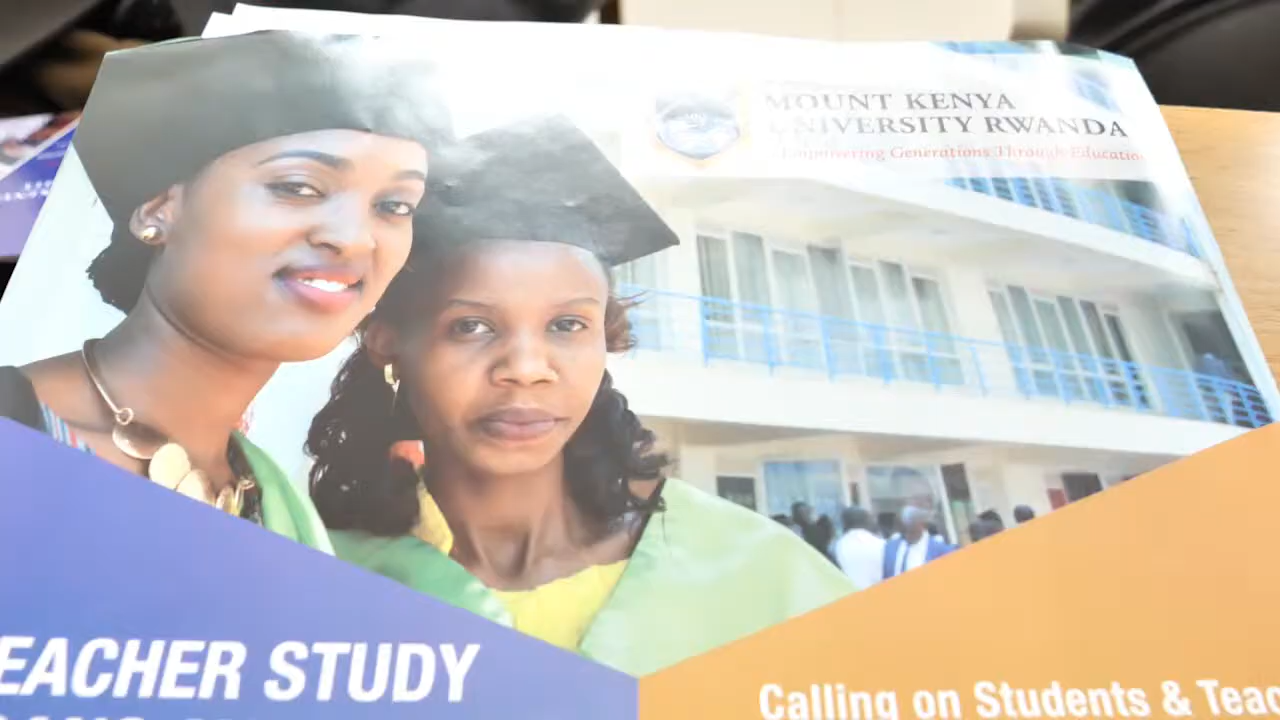 MOUNT KENYA
UNIVERSITY RWANDA
Empowering Generations Through Education
EACHER STUDY
Calling on Students & Teac